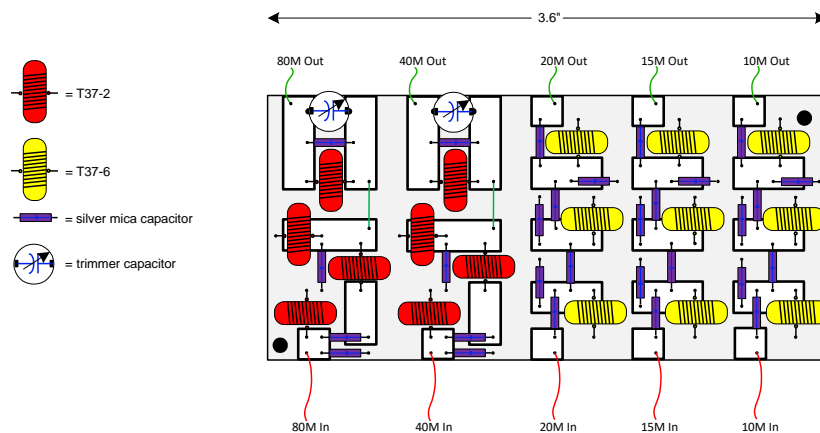 3.6"
80M Out
40M Out
20M Out
15M Out
10M Out
= T37-2
= T37-6
= silver mica capacitor
= trimmer capacitor
80M In
40M In
20M In
15M In
10M In